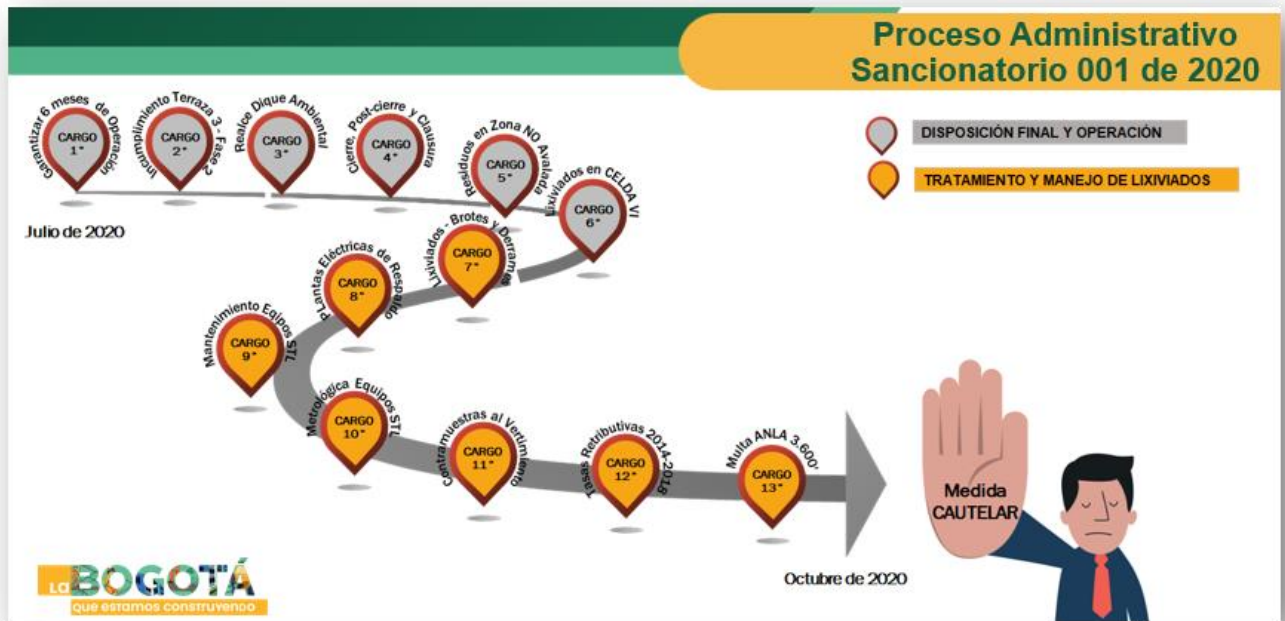 Proceso Administrativo
Sancionatorio 001 de 2020
DISPOSICIÓN FINAL Y OPERACIÓN
TRATAMIENTO Y MANEJO DE LIXIVIADOS
Garantizar 6 meses de Operación
CARGO
1°
Incumplimiento Terraza 3 - Fase 2
CARGO
2°
Realce Dique Ambiental
CARGO
3°
Cierre, Post-cierre y Clausura
CARGO
4°
Residuos en Zona NO Avalada
CARGO
5°
Lixiviados en CELDA VI
CARGO
6°
Julio de 2020
Lixiviados - Brotes y Derrames
CARGO
7°
PLantas Eléctricas de Respaldo
CARGO
8°
Mantenimiento Eqipos STL
CARGO
9°
Metrológica Equipos STL
CARGO
10°
Contramuestras al Vertimiento
CARGO
11°
Tasas Retributivas 2014-2018
CARGO
12°
Multa ANLA 3.600'
CARGO
13°
Medida
CAUTELAR
Octubre de 2020
La BOGOTÁ
que estamos construyendo